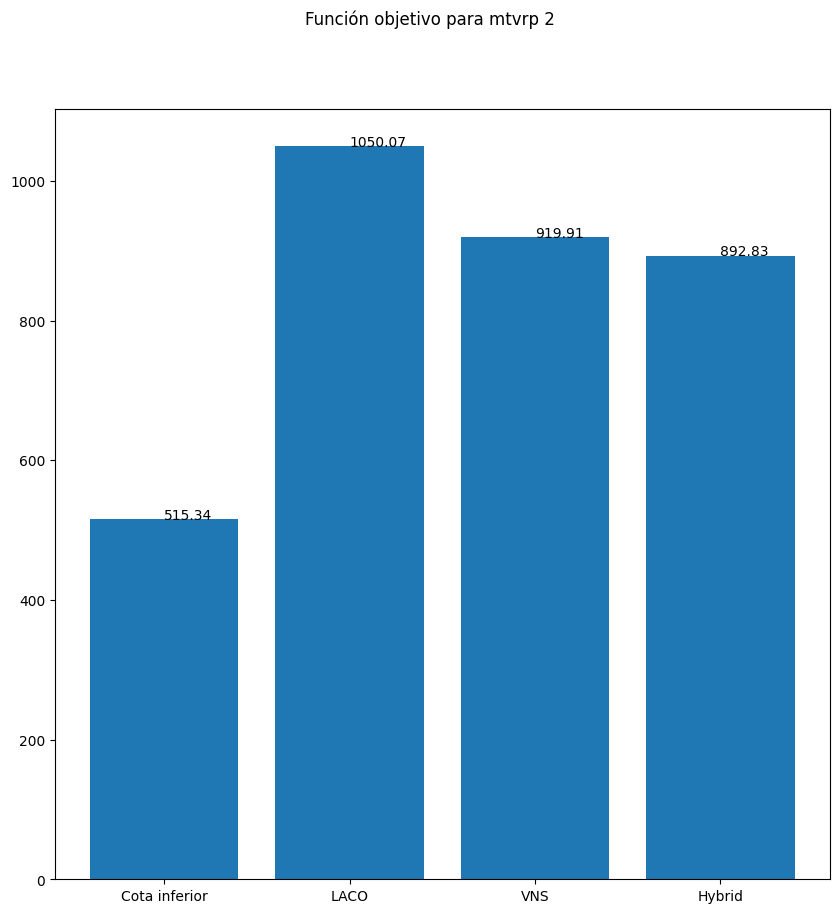 Función objetivo para mtvrp 2
1050.07
1000
919.91
892.83
800
600
515.34
400
200
0
Cota inferior
LACO
VNS
Hybrid